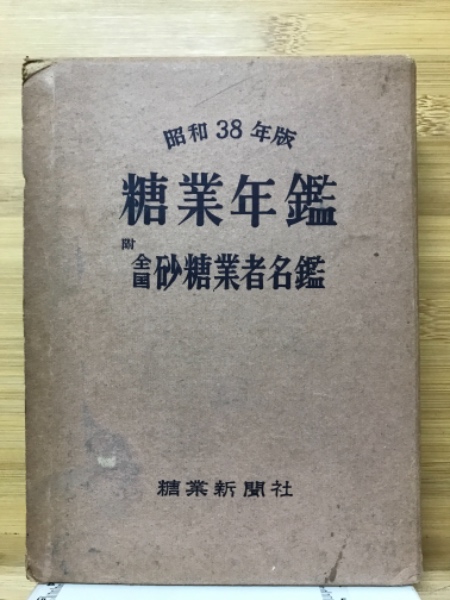 昭和38年版
糖業年鑑
附全国砂糖業者名鑑
糖業新聞社